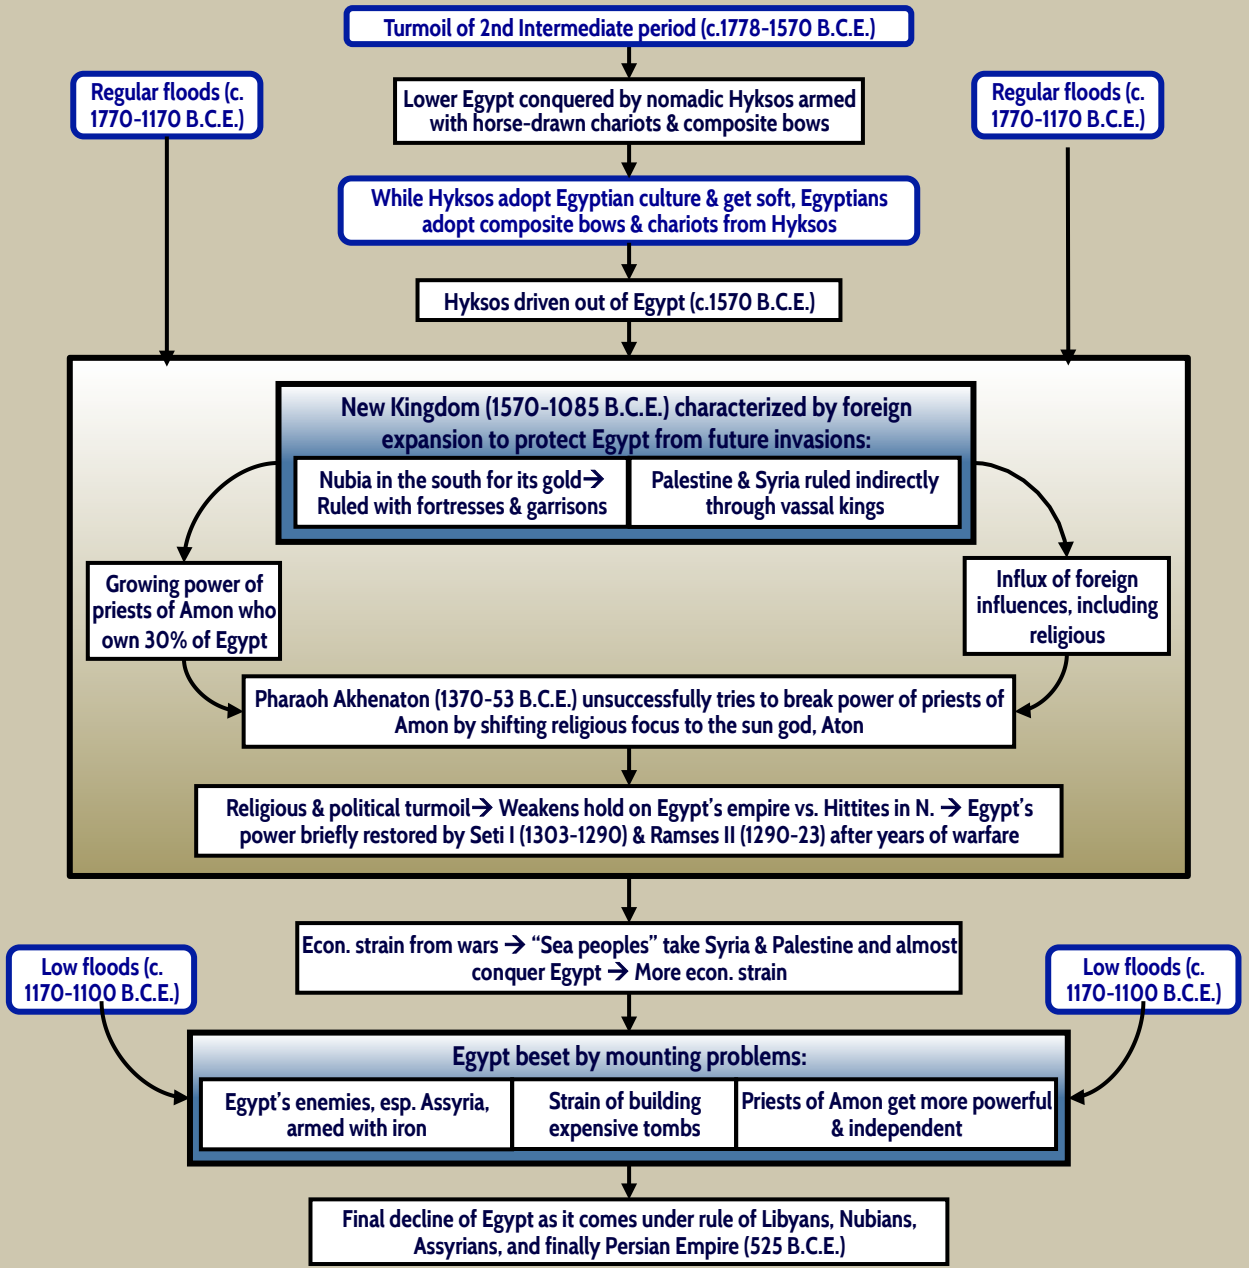 Turmoil of 2nd Intermediate period (c.1778-1570 B.C.E.)
Regular floods (c.
1770-1170 B.C.E.)
Lower Egypt conquered by nomadic Hyksos armed
with horse-drawn chariots & composite bows
Regular floods (c.
1770-1170 B.C.E.)
While Hyksos adopt Egyptian culture & get soft, Egyptians
adopt composite bows & chariots from Hyksos
Hyksos driven out of Egypt (c.1570 B.C.E.)
New Kingdom (1570-1085 B.C.E.) characterized by foreign
expansion to protect Egypt from future invasions:
Nubia in the south for its gold→
Ruled with fortresses & garrisons
Palestine & Syria ruled indirectly
through vassal kings
Growing power of
priests of Amon who
own 30% of Egypt
Influx of foreign
influences, including
religious
Pharaoh Akhenaton (1370-53 B.C.E.) unsuccessfully tries to break power of priests of
Amon by shifting religious focus to the sun god, Aton
Religious & political turmoil→ Weakens hold on Egypt's empire vs. Hittites in N. → Egypt's
power briefly restored by Seti I (1303-1290) & Ramses II (1290-23) after years of warfare
Econ. strain from wars → “Sea peoples” take Syria & Palestine and almost
conquer Egypt → More econ. strain
Low floods (c.
1170-1100 B.C.E.)
Low floods (c.
1170-1100 B.C.E.)
Egypt beset by mounting problems:
Egypt's enemies, esp. Assyria,
armed with iron
Strain of building
expensive tombs
Priests of Amon get more powerful
& independent
Final decline of Egypt as it comes under rule of Libyans, Nubians,
Assyrians, and finally Persian Empire (525 B.C.E.)